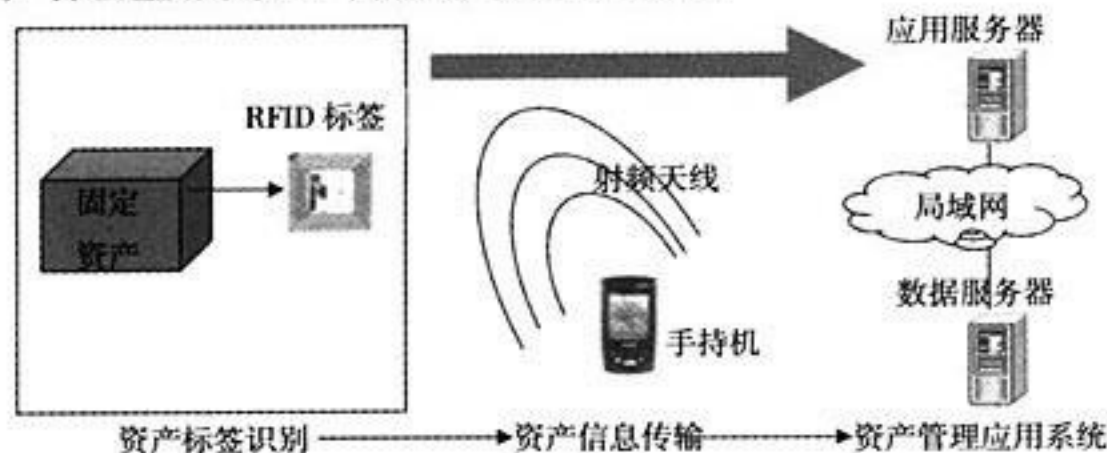 应用服务器
RFID 标签
射频天线
固定
资产
局域网
数据服务器
手持机
资产标签识别
资产信息传输
资产管理应用系统